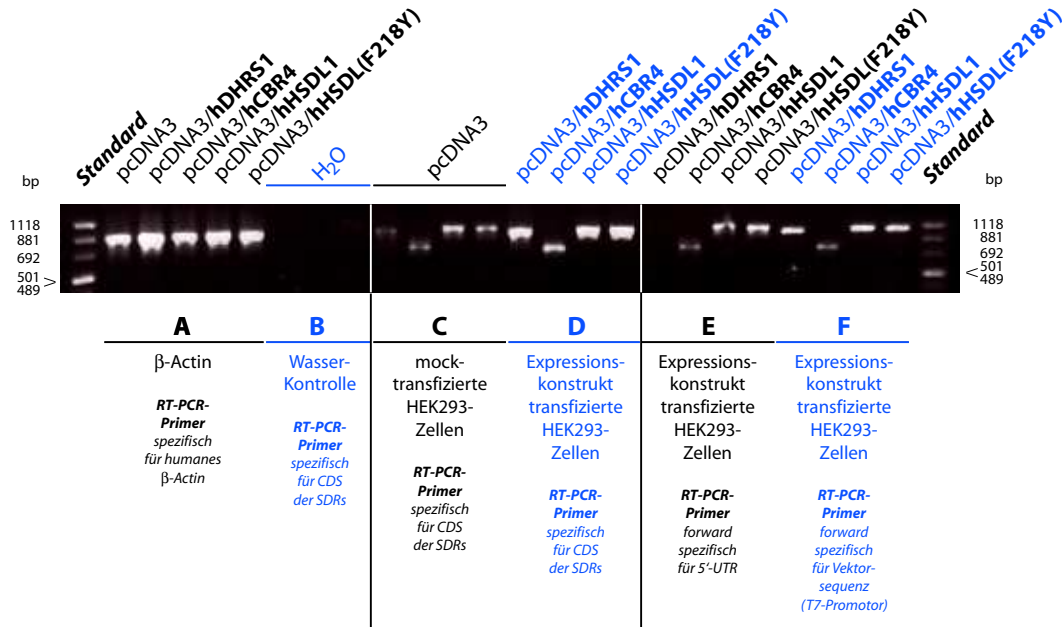 Standard
pcDNA3
pcDNA3/hDHRS1
pcDNA3/hCBR4
pcDNA3/hHSDL1
pcDNA3/hHSDL(F218Y)
H₂O
pcDNA3
pcDNA3/hDHRS1
pcDNA3/hCBR4
pcDNA3/hHSDL1
pcDNA3/hHSDL(F218Y)
pcDNA3/hDHRS1
pcDNA3/hCBR4
pcDNA3/hHSDL1
pcDNA3/hHSDL(F218Y)
pcDNA3/hDHRS1
pcDNA3/hCBR4
pcDNA3/hHSDL1
pcDNA3/hHSDL(F218Y)
Standard
bp
1118
881
692
501
489 >
bp
1118
881
692
501
< 489
A
β-Actin
RT-PCR-
Primer
spezifisch
für humanes
β-Actin
B
Wasser-
Kontrolle
RT-PCR-
Primer
spezifisch
für CDS
der SDRs
C
mock-
transfizierte
HEK293-
Zellen
RT-PCR-
Primer
spezifisch
für CDS
der SDRs
D
Expressions-
konstrukt
transfizierte
HEK293-
Zellen
RT-PCR-
Primer
spezifisch
für CDS
der SDRs
E
Expressions-
konstrukt
transfizierte
HEK293-
Zellen
RT-PCR-
Primer
forward
spezifisch
für 5'-UTR
F
Expressions-
konstrukt
transfizierte
HEK293-
Zellen
RT-PCR-
Primer
forward
spezifisch
für Vektor-
sequenz
(T7-Promotor)